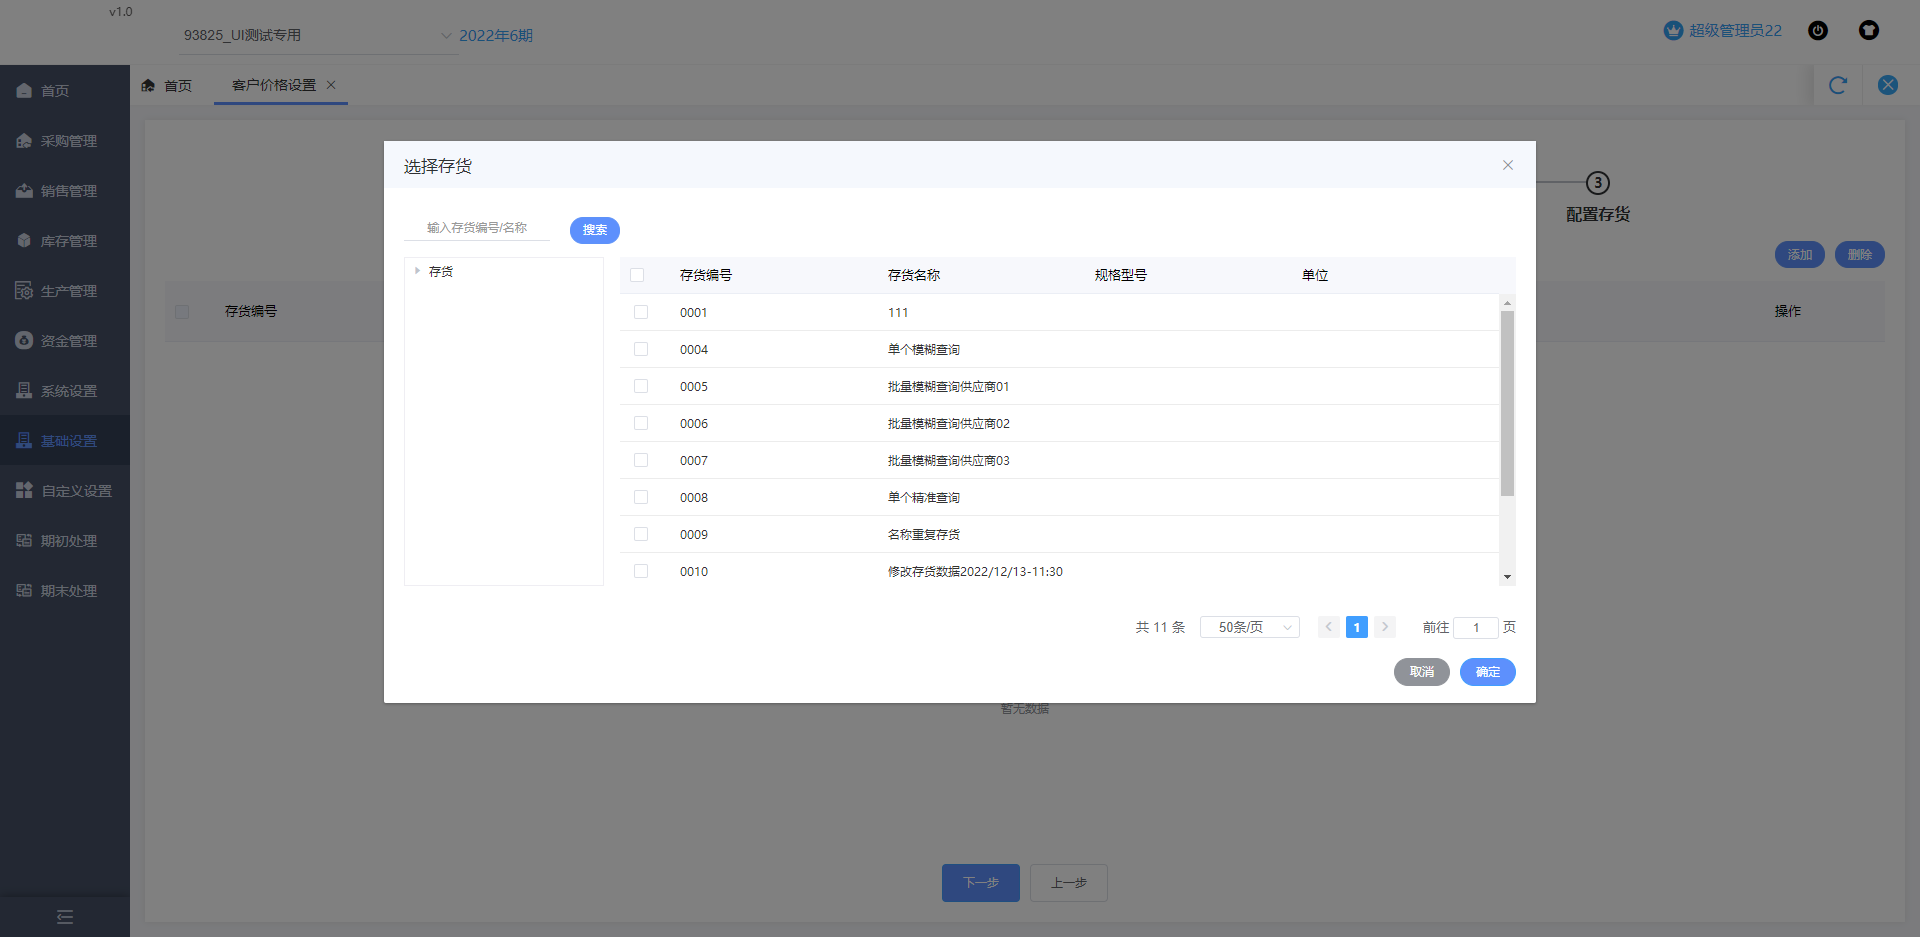 v1.0
93825_UI测试专用
2022年6期
超级管理员22
首页
采购管理
销售管理
库存管理
生产管理
资金管理
系统设置
基础设置
自定义设置
期初处理
期末处理
首页
客户价格设置
3
配置存货
添加
删除
存货编号
操作
选择存货
输入存货编号/名称
搜索
存货
存货编号 存货名称 规格型号 单位
0001 111
0004 单个模糊查询
0005 批量模糊查询供应商01
0006 批量模糊查询供应商02
0007 批量模糊查询供应商03
0008 单个精准查询
0009 名称重复存货
0010 修改存货数据2022/12/13-11:30
共 11 条 50条/页 1 前往 1 页
取消
确定
暂无数据
下一步
上一步